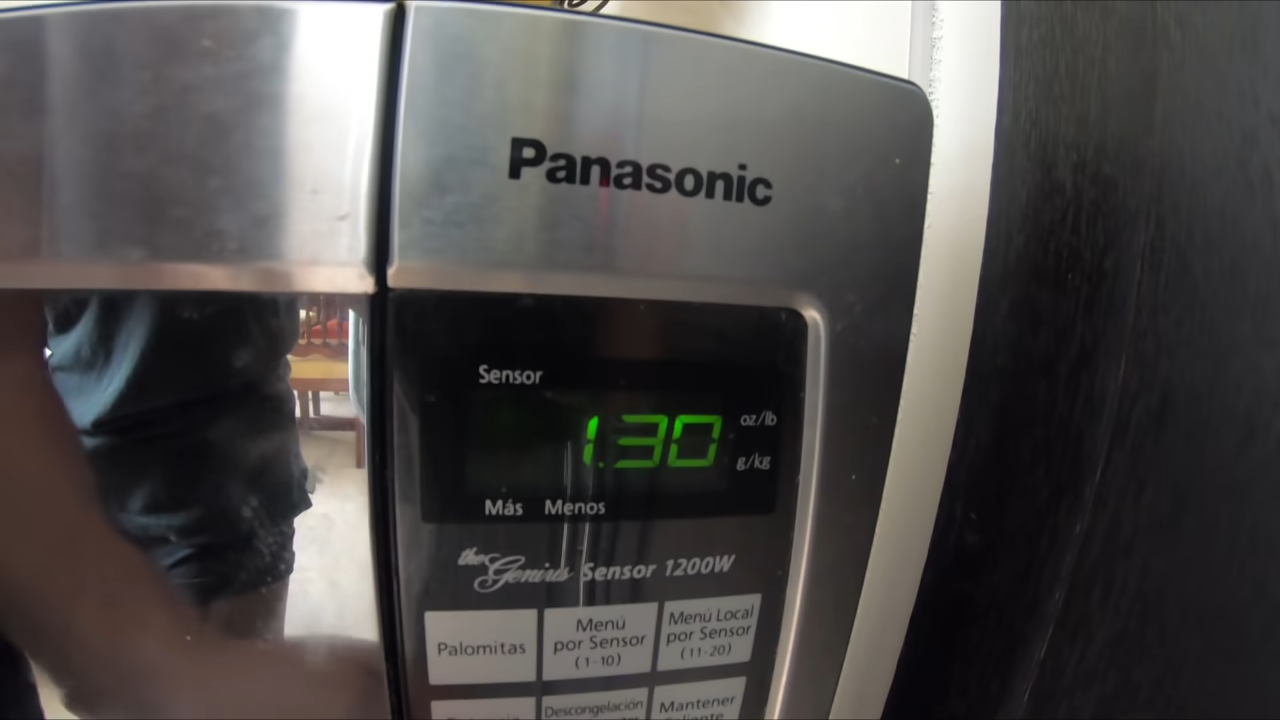 Panasonic
Sensor
1.30
oz/lb
g/kg
Más Menos
the Genius Sensor 1200W
Palomitas
Menú
por Sensor
(1-10)
Menú Local
por Sensor
(11-20)
Descongelación
Mantener